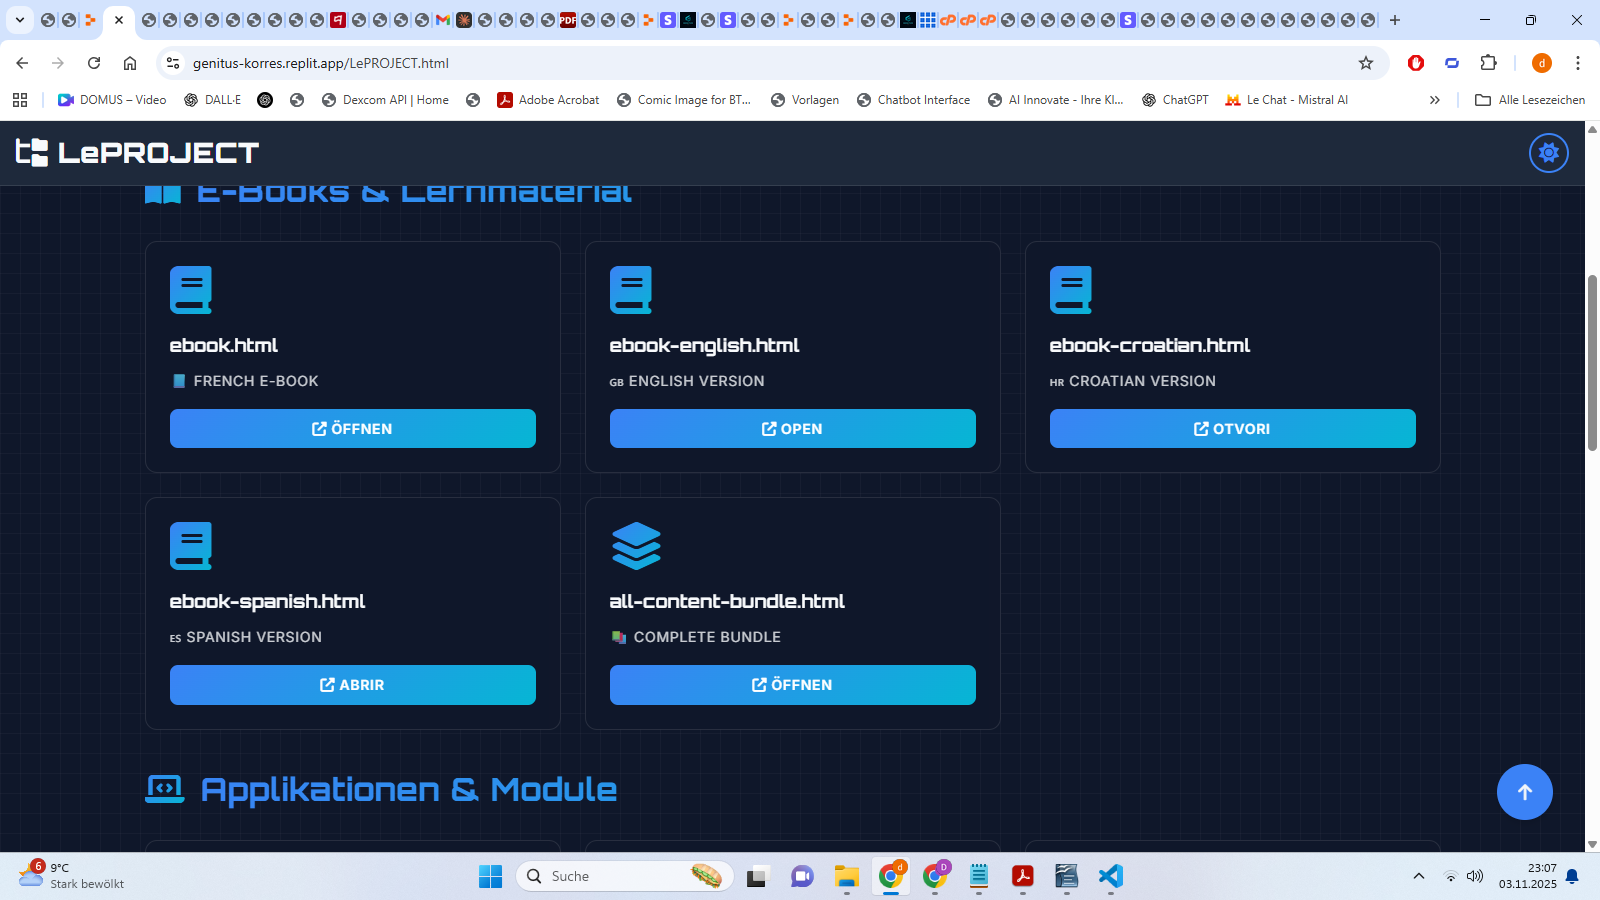 genitus-korres.replit.app/LePROJECT.html
d
DOMUS – Video
DALL·E
Dexcom API | Home
Adobe Acrobat
Comic Image for BT...
Vorlagen
Chatbot Interface
AI Innovate - Ihre KI...
ChatGPT
Le Chat - Mistral AI
Alle Lesezeichen
LePROJECT
E-Books & Lernmaterial
ebook.html
FRENCH E-BOOK
ÖFFNEN
ebook-english.html
GB ENGLISH VERSION
OPEN
ebook-croatian.html
HR CROATIAN VERSION
OTVORI
ebook-spanish.html
ES SPANISH VERSION
ABRIR
all-content-bundle.html
COMPLETE BUNDLE
ÖFFNEN
Applikationen & Module
6
9°C
Stark bewölkt
Suche
d
D
23:07
03.11.2025